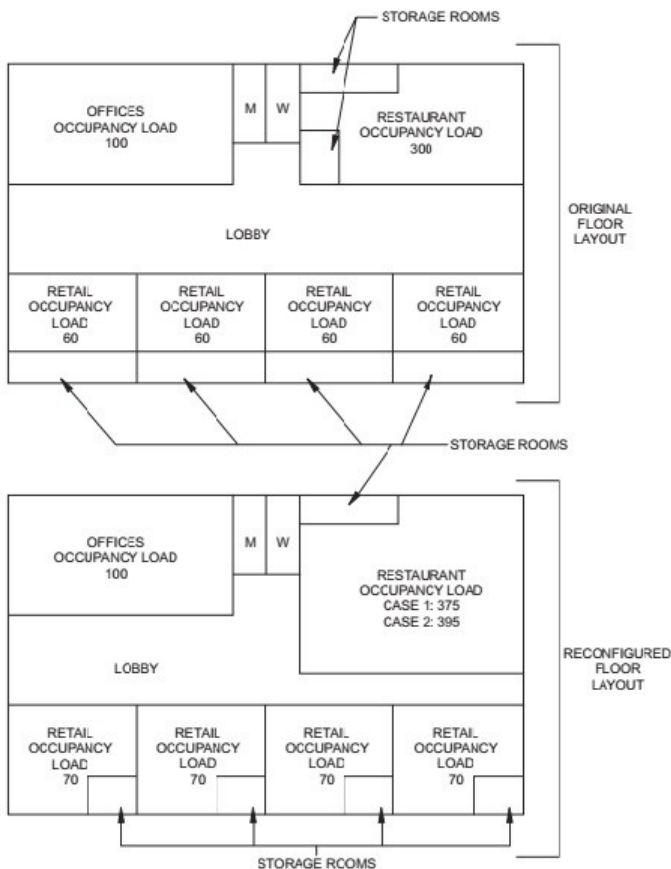 STORAGE ROOMS
OFFICES
OCCUPANCY LOAD
100
M
W
RESTAURANT
OCCUPANCY LOAD
300
ORIGINAL
FLOOR
LAYOUT
LOBBY
RETAIL
OCCUPANCY
LOAD
60
RETAIL
OCCUPANCY
LOAD
60
RETAIL
OCCUPANCY
LOAD
60
RETAIL
OCCUPANCY
LOAD
60
STORAGE ROOMS
OFFICES
OCCUPANCY LOAD
100
M
W
RESTAURANT
OCCUPANCY LOAD
CASE 1: 375
CASE 2: 395
RECONFIGURED
FLOOR
LAYOUT
LOBBY
RETAIL
OCCUPANCY
LOAD
70
RETAIL
OCCUPANCY
LOAD
70
RETAIL
OCCUPANCY
LOAD
70
RETAIL
OCCUPANCY
LOAD
70
STORAGE ROOMS